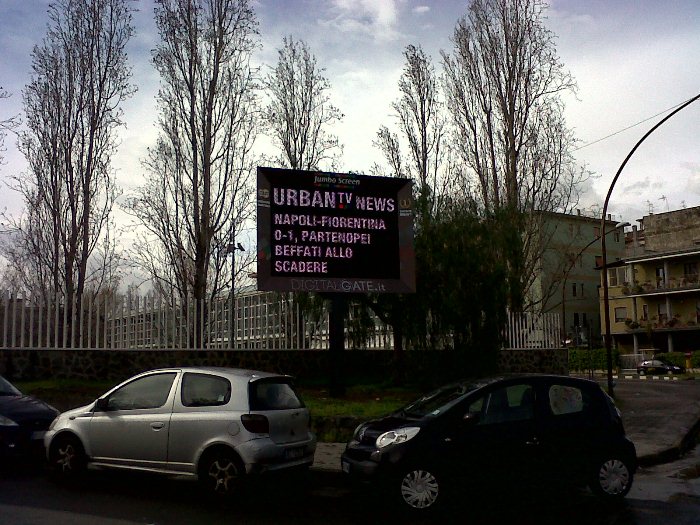 Jumbo Screen
URBAN TV NEWS
NAPOLI-FIORENTINA
0-1, PARTENOPEI
BEFFATI ALLO
SCADERE
DIGITALGATE.it